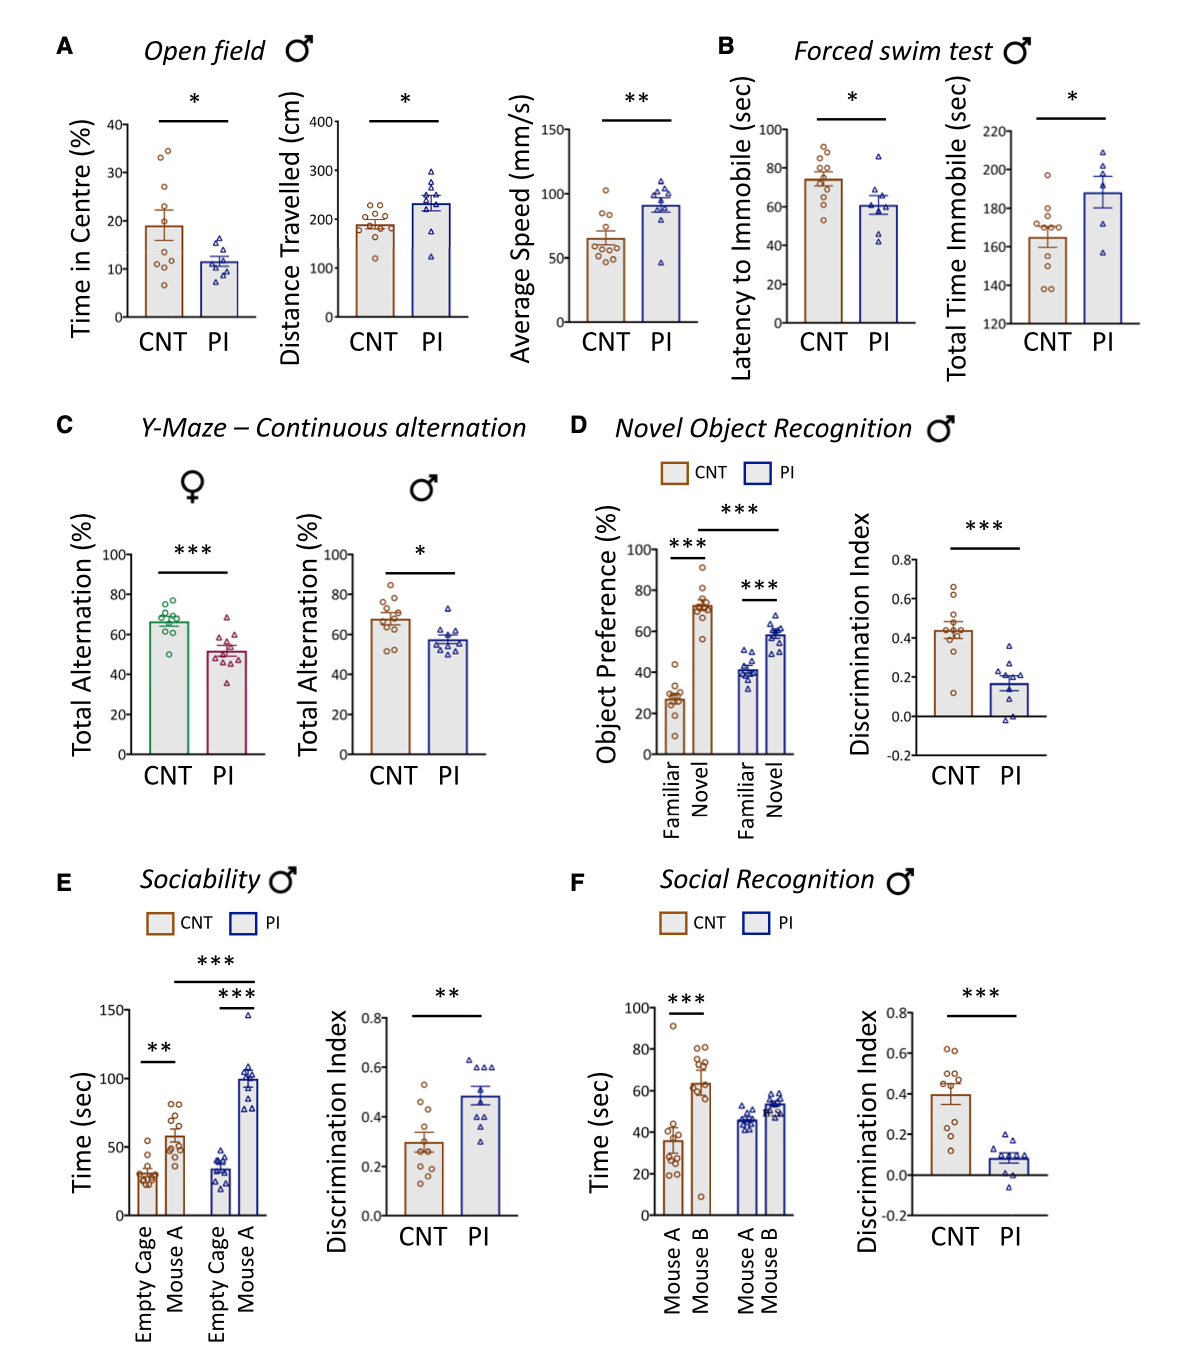 A
Open field ♂
B
Forced swim test ♂
Time in Centre (%)
40
30
20
10
0
*
CNT PI
Distance Travelled (cm)
400
300
200
100
0
*
CNT PI
Average Speed (mm/s)
150
100
50
0
**
CNT PI
Latency to Immobile (sec)
100
80
60
40
20
0
*
CNT PI
Total Time Immobile (sec)
220
200
180
160
140
120
*
CNT PI
C
Y-Maze – Continuous alternation
♀
♂
Total Alternation (%)
100
80
60
40
20
0
***
CNT PI
Total Alternation (%)
100
80
60
40
20
0
*
CNT PI
D
Novel Object Recognition ♂
CNT PI
Object Preference (%)
100
80
60
40
20
0
***
***
***
Familiar
Novel
Familiar
Novel
Discrimination Index
0.8
0.6
0.4
0.2
0.0
-0.2
***
CNT PI
E
Sociability ♂
CNT PI
Time (sec)
150
100
50
0
***
***
**
Empty Cage
Mouse A
Empty Cage
Mouse A
Discrimination Index
0.8
0.6
0.4
0.2
0.0
**
CNT PI
F
Social Recognition ♂
CNT PI
Time (sec)
100
80
60
40
20
0
***
Mouse A
Mouse B
Mouse A
Mouse B
Discrimination Index
0.8
0.6
0.4
0.2
0.0
-0.2
***
CNT PI